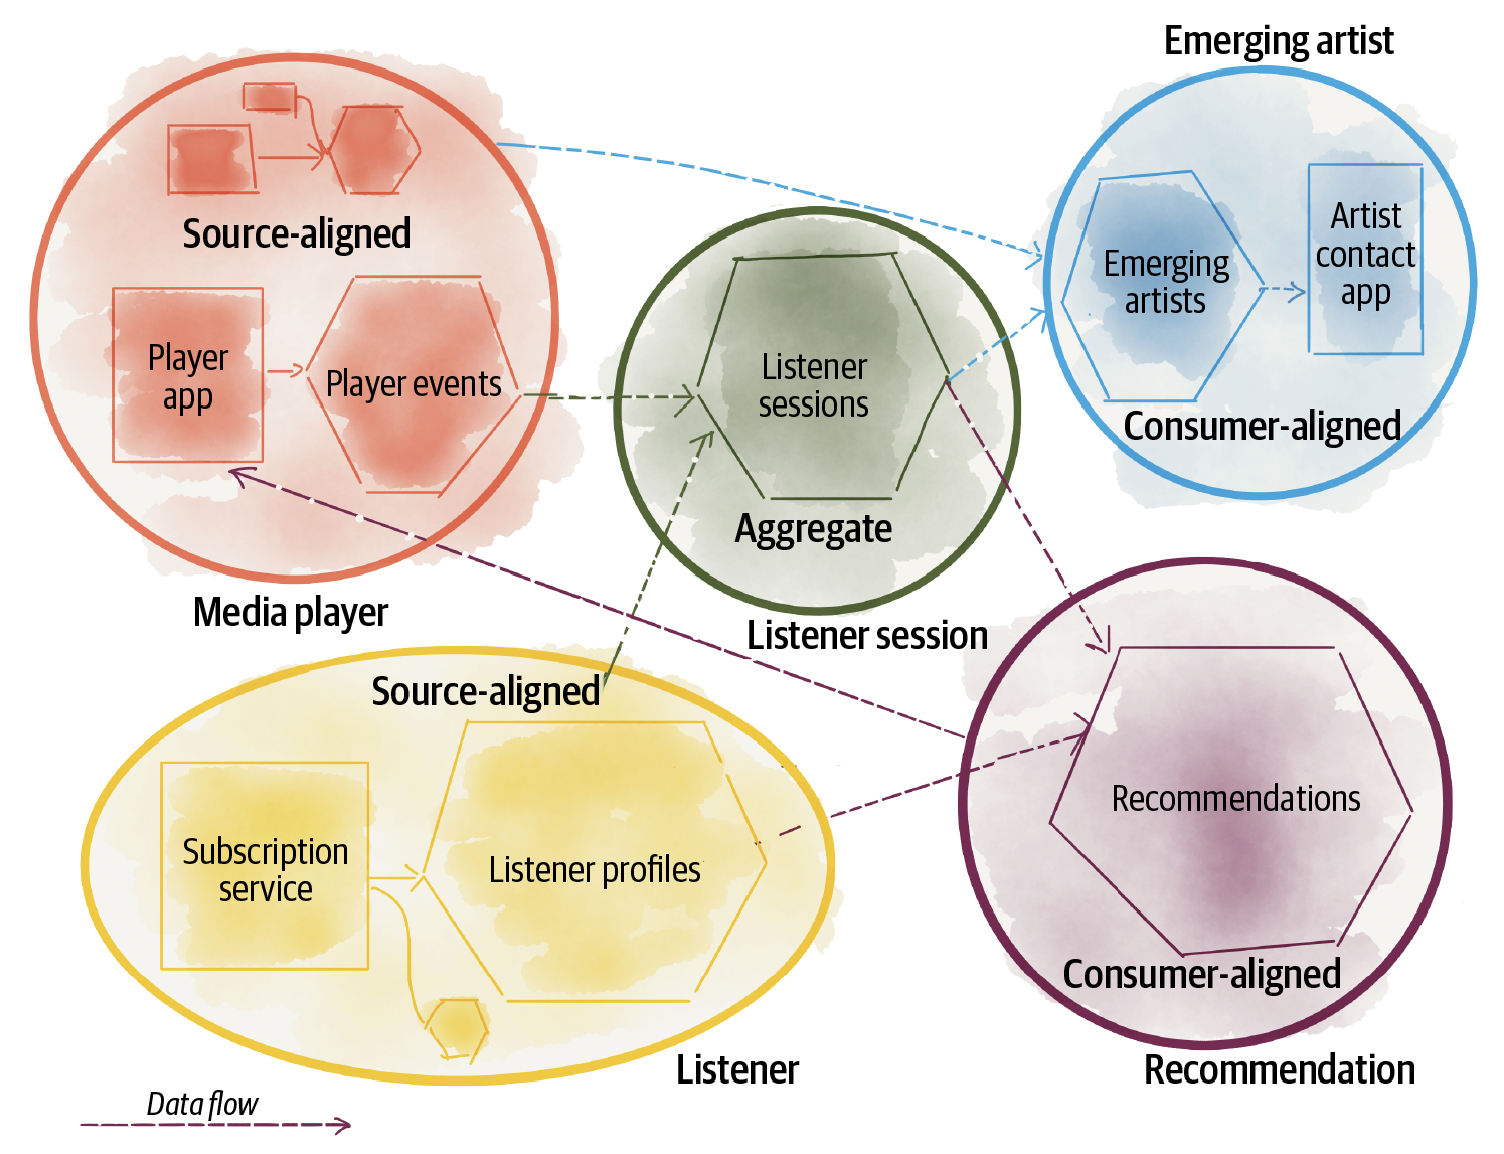 Emerging artist
Source-aligned
Player
app
Player events
Media player
Listener
sessions
Aggregate
Listener session
Emerging
artists
Artist
contact
app
Consumer-aligned
Source-aligned
Subscription
service
Listener profiles
Listener
Recommendations
Consumer-aligned
Recommendation
Data flow